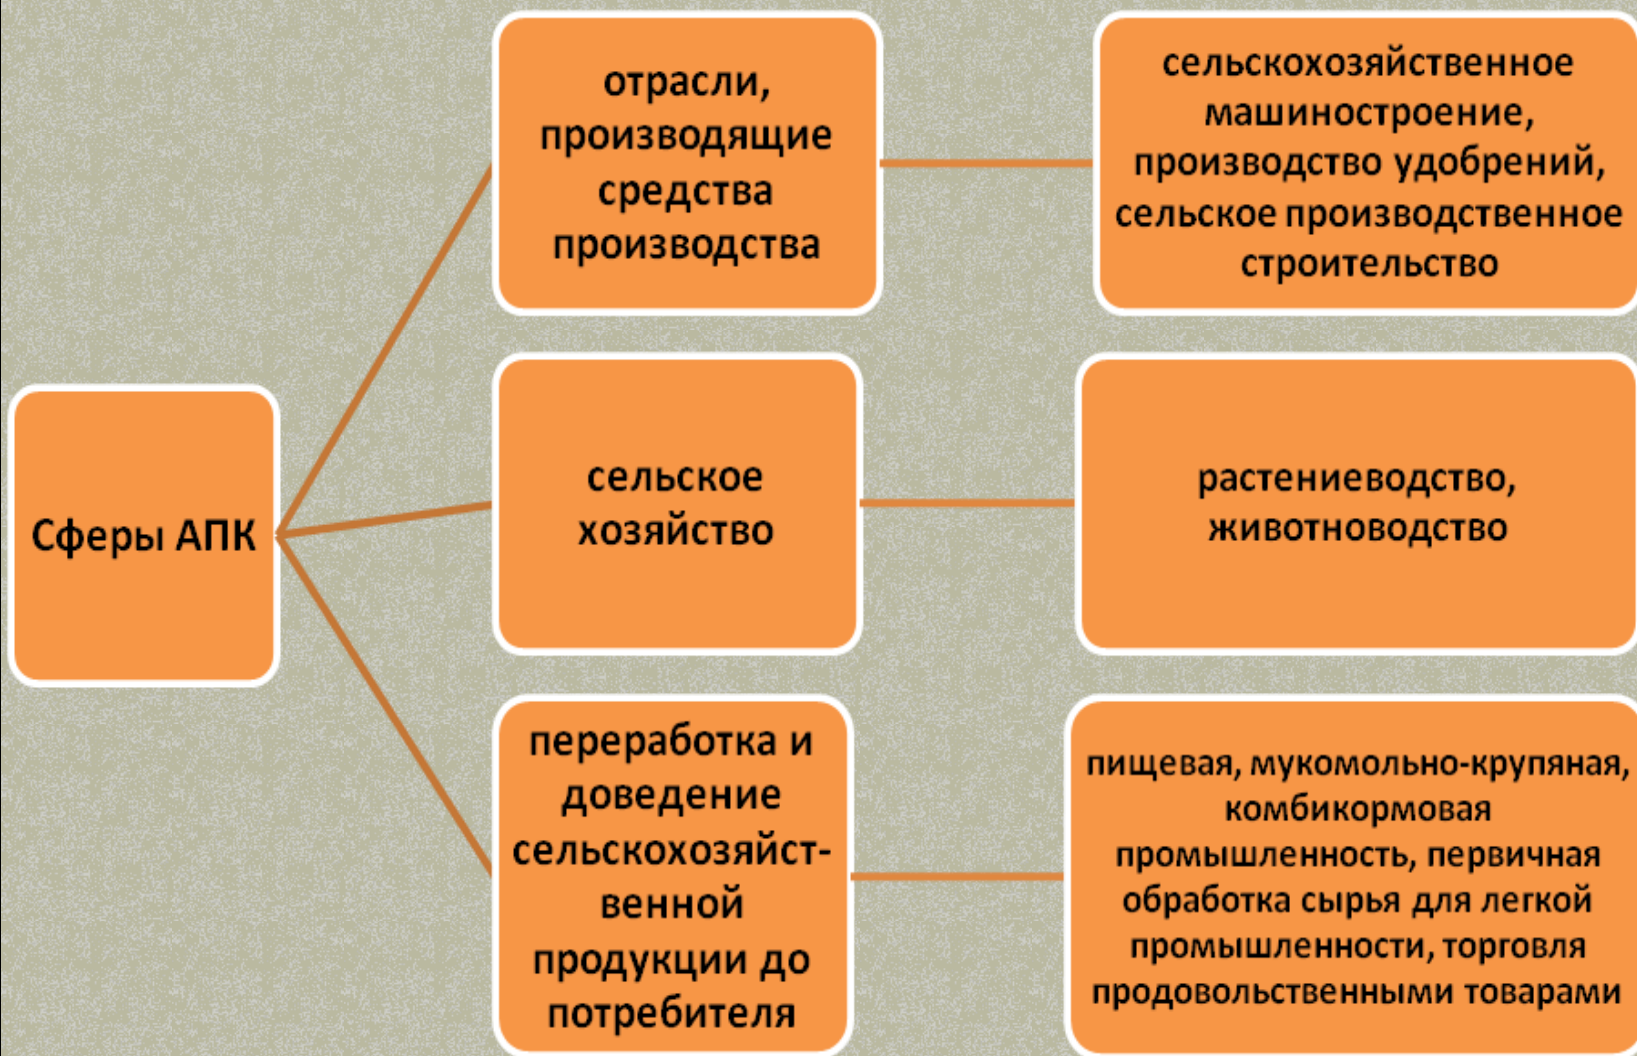 Сферы АПК
отрасли,
производящие
средства
производства
сельскохозяйственное
машиностроение,
производство удобрений,
сельское производственное
строительство
сельское
хозяйство
растениеводство,
животноводство
переработка и
доведение
сельскохозяйст-
венной
продукции до
потребителя
пищевая, мукомольно-крупяная,
комбикормовая
промышленность, первичная
обработка сырья для легкой
промышленности, торговля
продовольственными товарами